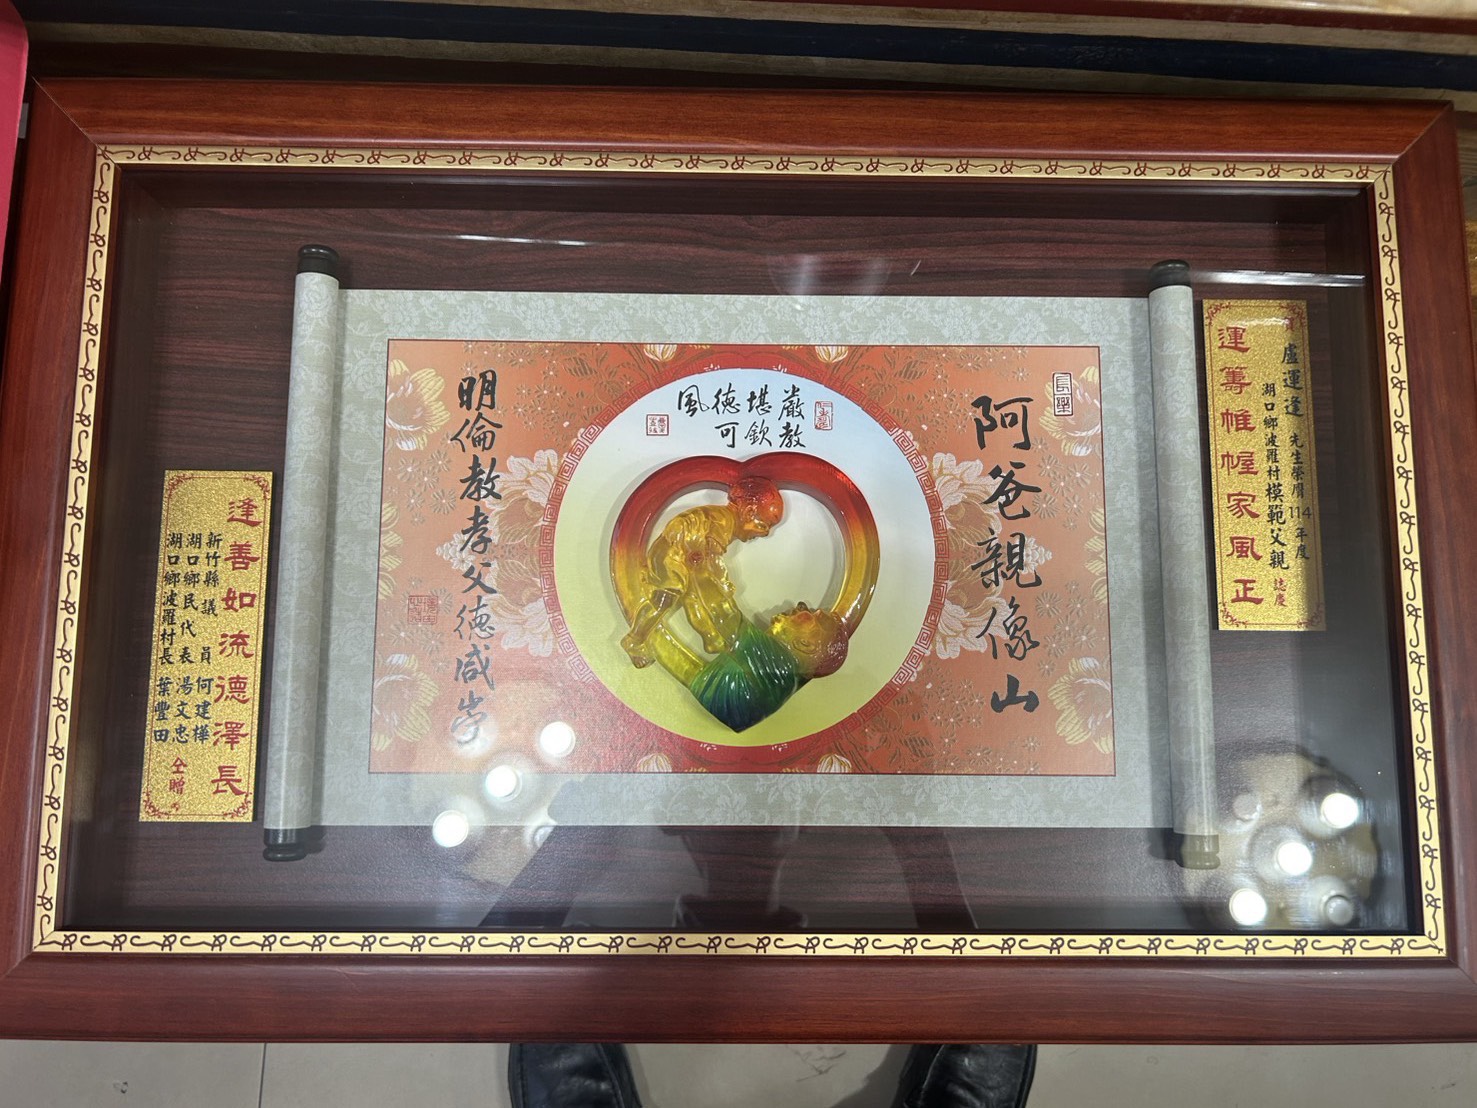 盧運逢 先生榮膺114年度
湖口鄉波羅村模範父親 誌慶
運籌帷幄家風正
長樂
阿爸親像山
嚴教
堪欽
德可
風
明倫教孝父德咸崇
逢善如流德澤長
新竹縣議員 何建樺
湖口鄉民代表 湯文忠
湖口鄉波羅村長 葉豐田
仝贈